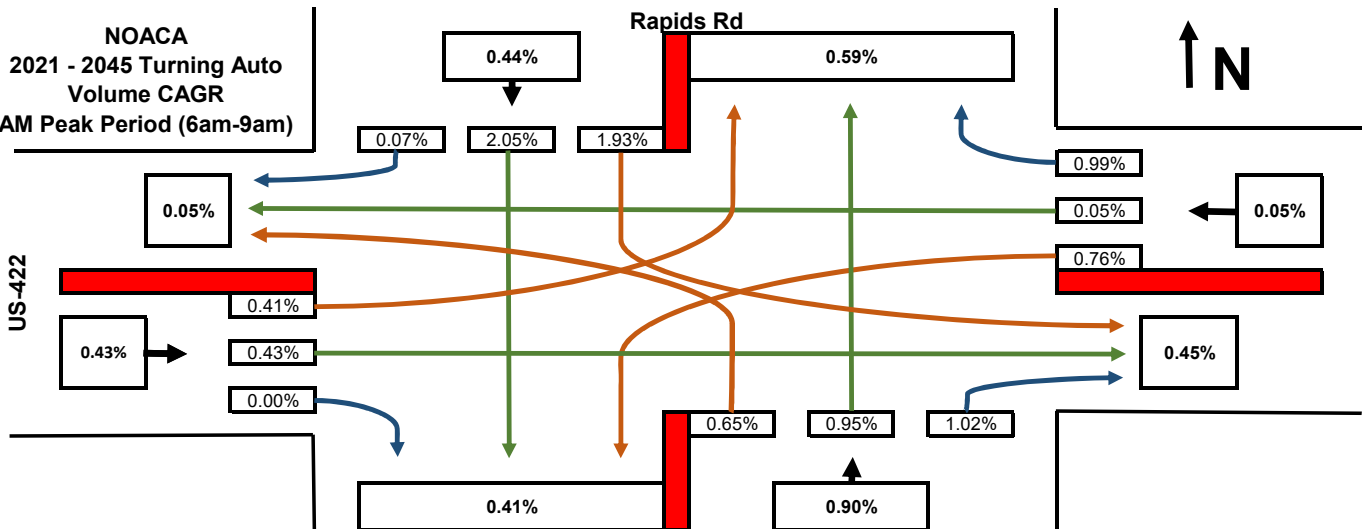 Rapids Rd
NOACA
2021 - 2045 Turning Auto
Volume CAGR
AM Peak Period (6am-9am)
0.44%
0.59%
N
0.07%
2.05%
1.93%
0.99%
0.05%
0.05%
0.05%
0.76%
US-422
0.41%
0.43%
0.43%
0.45%
0.00%
0.65%
0.95%
1.02%
0.41%
0.90%